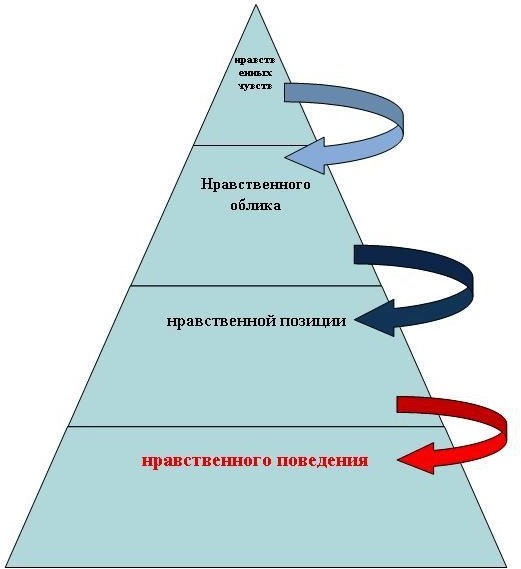 нравств
енных
чувств
Нравственного
облика
нравственной позиции
нравственного поведения